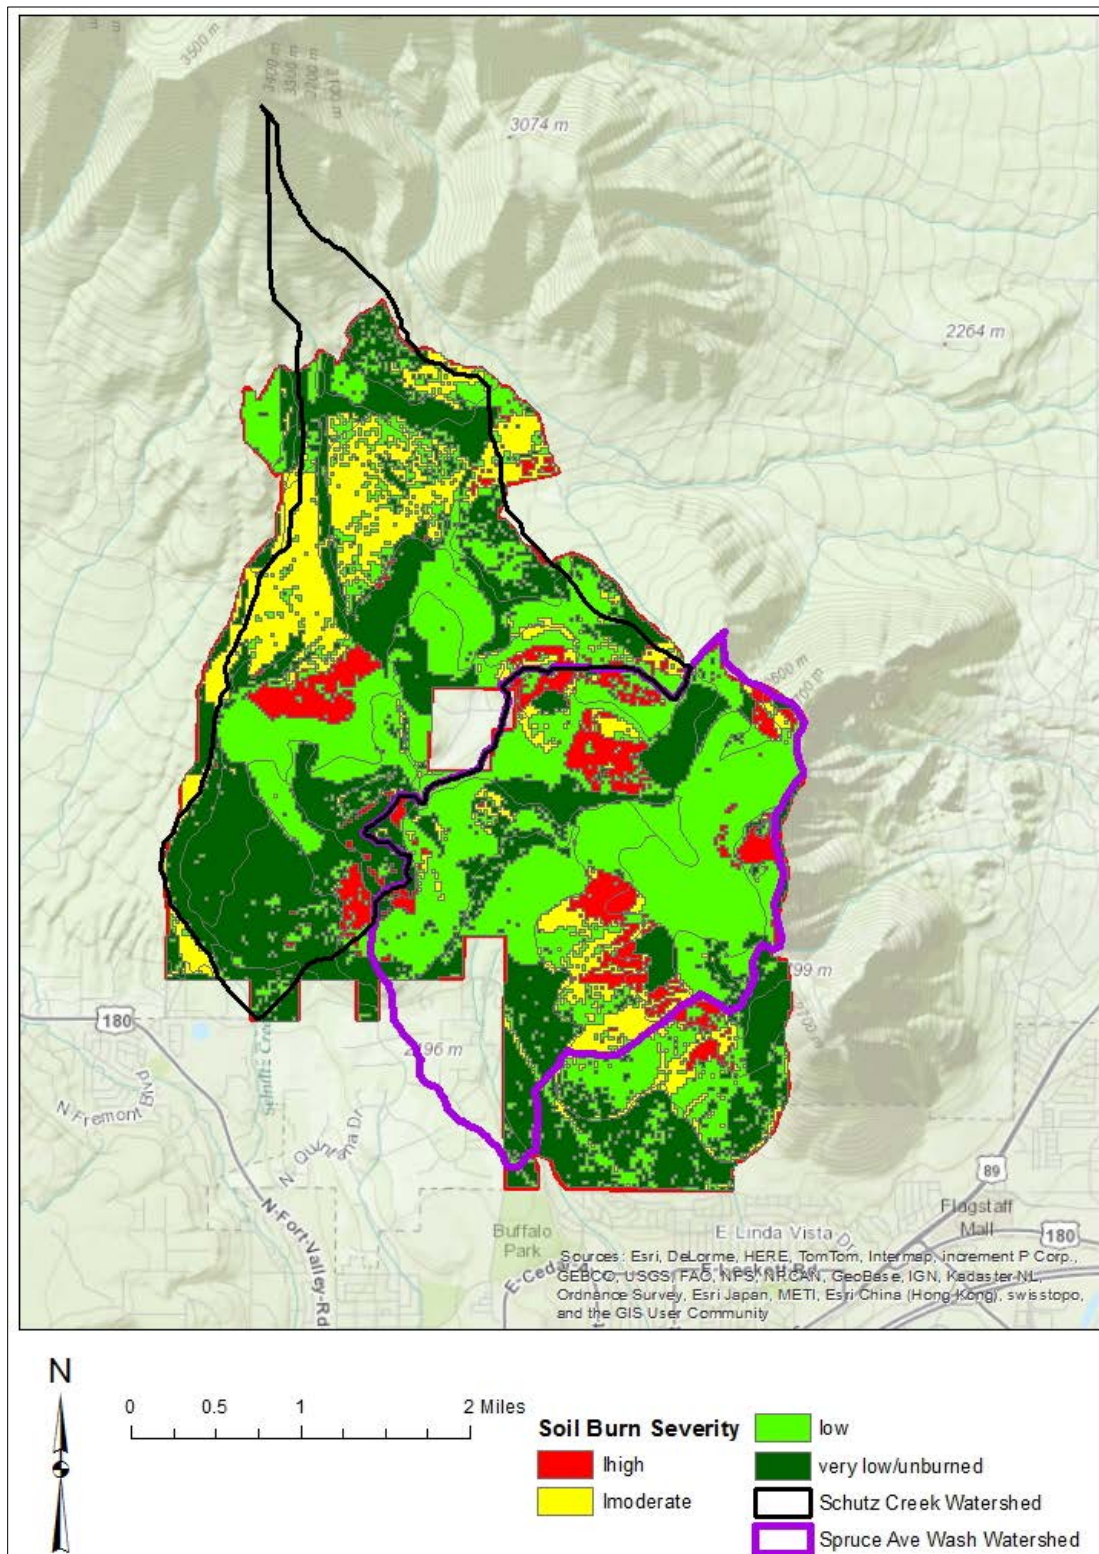 3500 m
3074 m
2264 m
180
N Fremont Blvd
N Quintana Dr
N-Fort-Valley-Rd
Buffalo
Park
89
Flagstaff
Mall
180
E Linda Vista Dr
E-Cedar-A
E-Lockett-Rd
Sources: Esri, DeLorme, HERE, TomTom, Intermap, increment P Corp.,
GEBCO, USGS, FAO, NPS, NRCAN, GeoBase, IGN, Kadaster NL,
Ordnance Survey, Esri Japan, METI, Esri China (Hong Kong), swisstopo,
and the GIS User Community
N
0 0.5 1 2 Miles
Soil Burn Severity
lhigh
lmoderate
low
very low/unburned
Schutz Creek Watershed
Spruce Ave Wash Watershed